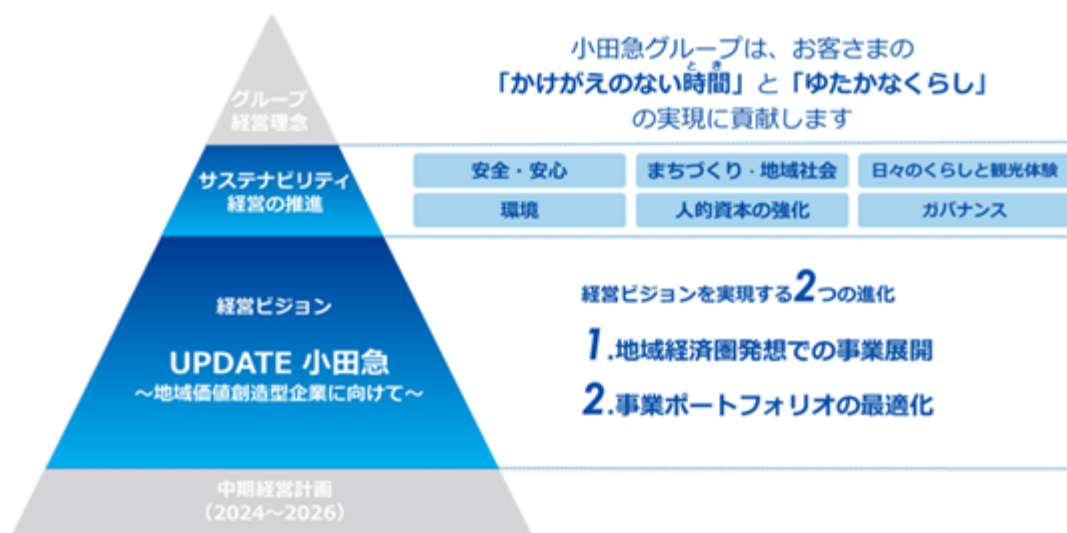 グループ
経営理念
小田急グループは、お客さまの
「かけがえのない時間」と「ゆたかなくらし」
とき
の実現に貢献します
サステナビリティ
経営の推進
安全・安心
まちづくり・地域社会
日々のくらしと観光体験
環境
人的資本の強化
ガバナンス
経営ビジョン
UPDATE 小田急
～地域価値創造型企業に向けて～
経営ビジョンを実現する2つの進化
1.地域経済圏発想での事業展開
2.事業ポートフォリオの最適化
中期経営計画
（2024～2026）